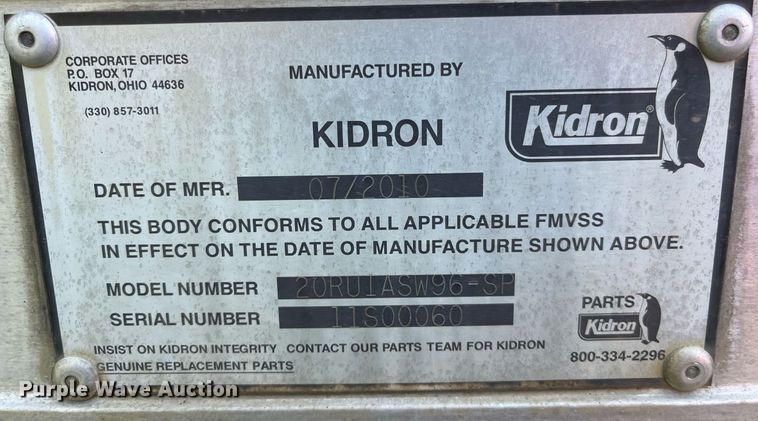 CORPORATE OFFICES
P.O. BOX 17
KIDRON, OHIO 44636
(330) 857-3011
MANUFACTURED BY
KIDRON
Kidron®
DATE OF MFR. 07/2010
THIS BODY CONFORMS TO ALL APPLICABLE FMVSS
IN EFFECT ON THE DATE OF MANUFACTURE SHOWN ABOVE.
MODEL NUMBER 20RU1ASW96-SP
SERIAL NUMBER 11S00060
PARTS
Kidron
800-334-2296
INSIST ON KIDRON INTEGRITY CONTACT OUR PARTS TEAM FOR KIDRON
GENUINE REPLACEMENT PARTS
Purple Wave Auction